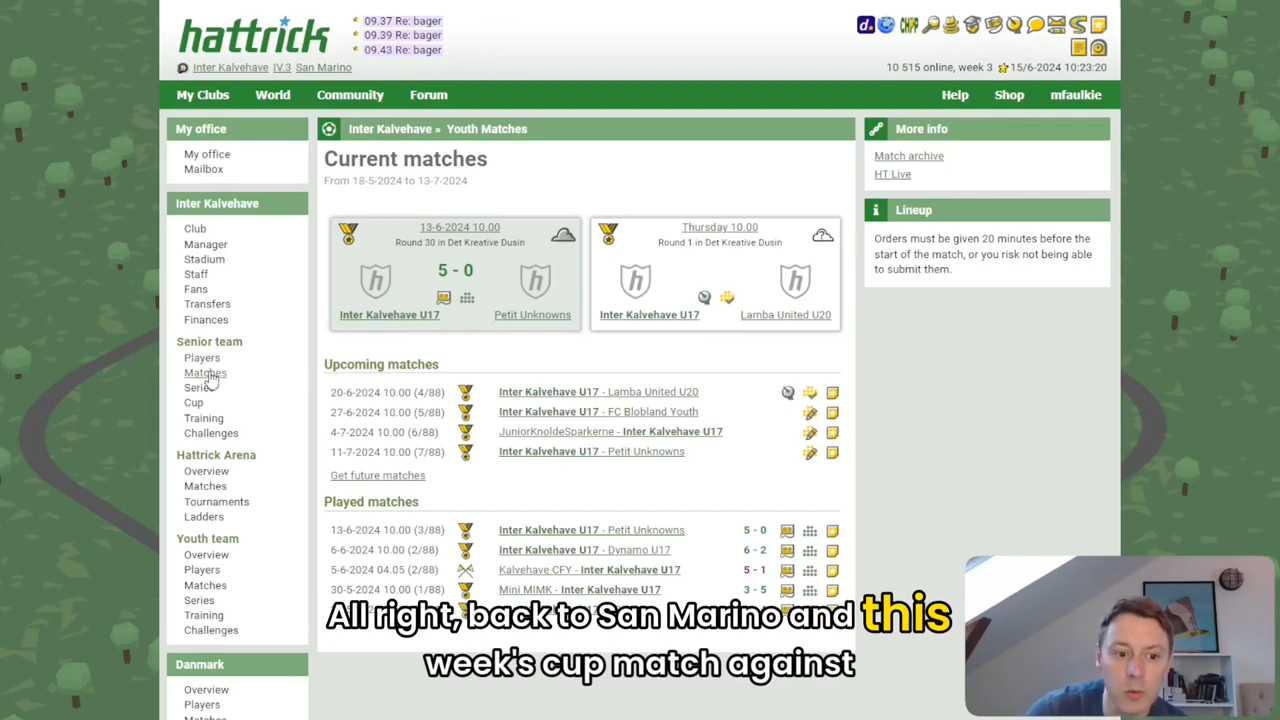 hattrick
09.37 Re: bager
09.39 Re: bager
09.43 Re: bager
Inter Kalvehave IV.3 San Marino
d.
CHPP
10 515 online, week 3 15/6-2024 10:23:20
My Clubs World Community Forum Help Shop mfaulkie
My office
My office
Mailbox
Inter Kalvehave
Club
Manager
Stadium
Staff
Fans
Transfers
Finances
Senior team
Players
Matches
Series
Cup
Training
Challenges
Hattrick Arena
Overview
Matches
Tournaments
Ladders
Youth team
Overview
Players
Matches
Series
Training
Challenges
Danmark
Overview
Players
Inter Kalvehave » Youth Matches
Current matches
From 18-5-2024 to 13-7-2024
13-6-2024 10.00
Round 30 in Det Kreative Dusin
5 - 0
Inter Kalvehave U17 Petit Unknowns
Thursday 10.00
Round 1 in Det Kreative Dusin
Inter Kalvehave U17 Lamba United U20
Upcoming matches
20-6-2024 10.00 (4/88) Inter Kalvehave U17 - Lamba United U20
27-6-2024 10.00 (5/88) Inter Kalvehave U17 - FC Blobland Youth
4-7-2024 10.00 (6/88) JuniorKnoldeSparkerne - Inter Kalvehave U17
11-7-2024 10.00 (7/88) Inter Kalvehave U17 - Petit Unknowns
Get future matches
Played matches
13-6-2024 10.00 (3/88) Inter Kalvehave U17 - Petit Unknowns 5 - 0
6-6-2024 10.00 (2/88) Inter Kalvehave U17 - Dynamo U17 6 - 2
5-6-2024 04.05 (2/88) Kalvehave CFY - Inter Kalvehave U17 5 - 1
30-5-2024 10.00 (1/88) Mini MIMK - Inter Kalvehave U17 3 - 5
More info
Match archive
HT Live
Lineup
Orders must be given 20 minutes before
the start of the match, or you risk not being able
to submit them.
All right, back to San Marino and this
week's cup match against